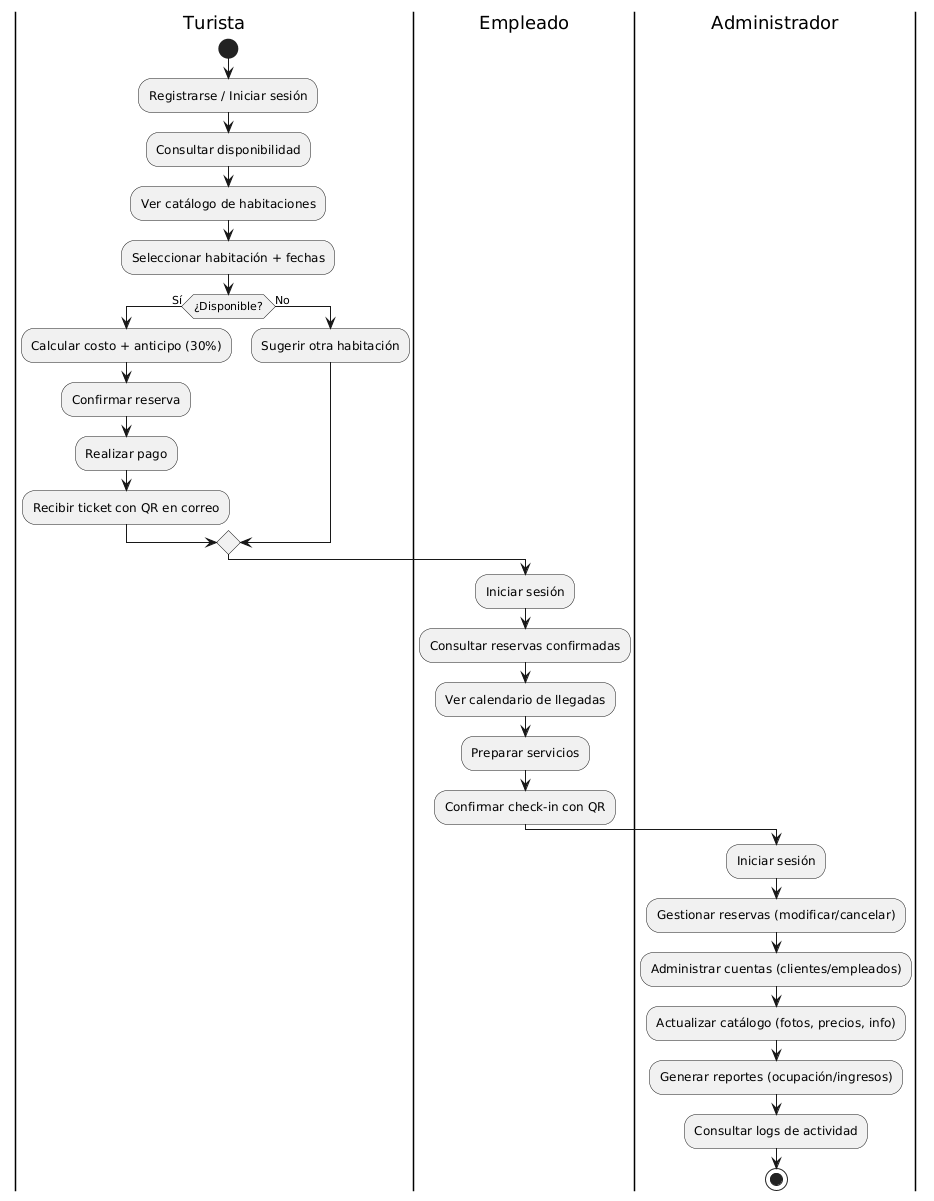 Turista
Empleado
Administrador
Registrarse / Iniciar sesión
Consultar disponibilidad
Ver catálogo de habitaciones
Seleccionar habitación + fechas
Sí
¿Disponible?
No
Calcular costo + anticipo (30%)
Sugerir otra habitación
Confirmar reserva
Realizar pago
Recibir ticket con QR en correo
Iniciar sesión
Consultar reservas confirmadas
Ver calendario de llegadas
Preparar servicios
Confirmar check-in con QR
Iniciar sesión
Gestionar reservas (modificar/cancelar)
Administrar cuentas (clientes/empleados)
Actualizar catálogo (fotos, precios, info)
Generar reportes (ocupación/ingresos)
Consultar logs de actividad